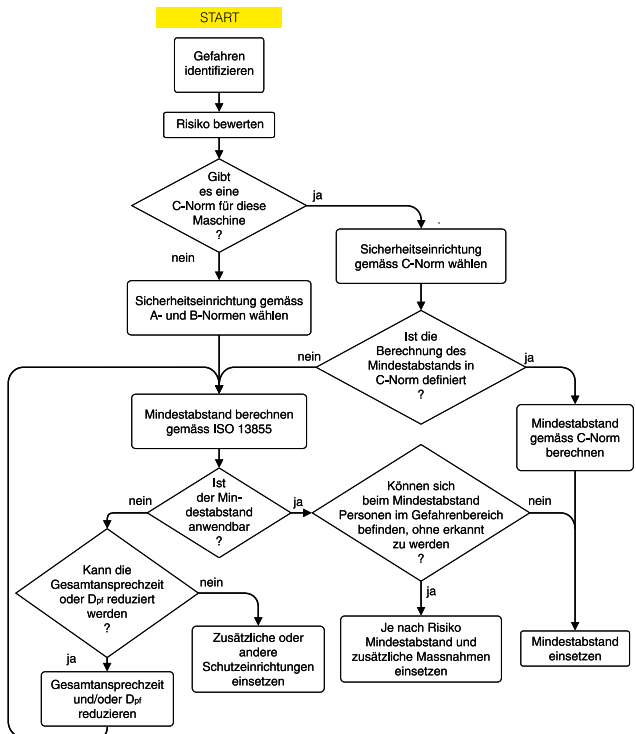 START
Gefahren
identifizieren
Risiko bewerten
Gibt
es eine
C-Norm für diese
Maschine
?
ja
nein
Sicherheitseinrichtung
gemäss C-Norm wählen
Sicherheitseinrichtung gemäss
A- und B-Normen wählen
Ist die
Berechnung des
Mindestabstands in
C-Norm definiert
?
nein
ja
Mindestabstand berechnen
gemäss ISO 13855
Mindestabstand
gemäss C-Norm
berechnen
Ist
der Min-
destabstand
anwendbar
?
nein
ja
Können sich
beim Mindestabstand
Personen im Gefahrenbereich
befinden, ohne erkannt
zu werden
?
nein
ja
Kann die
Gesamtansprechzeit
oder Dpf reduziert
werden
?
nein
ja
Zusätzliche oder
andere
Schutzeinrichtungen
einsetzen
Je nach Risiko
Mindestabstand und
zusätzliche Massnahmen
einsetzen
Mindestabstand
einsetzen
Gesamtansprechzeit
und/oder Dpf
reduzieren